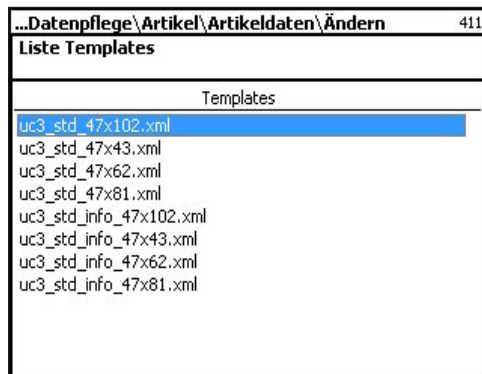 ...Datenpflege\Artikel\Artikeldaten\Ändern 411
Liste Templates
Templates
uc3_std_47x102.xml
uc3_std_47x43.xml
uc3_std_47x62.xml
uc3_std_47x81.xml
uc3_std_info_47x102.xml
uc3_std_info_47x43.xml
uc3_std_info_47x62.xml
uc3_std_info_47x81.xml